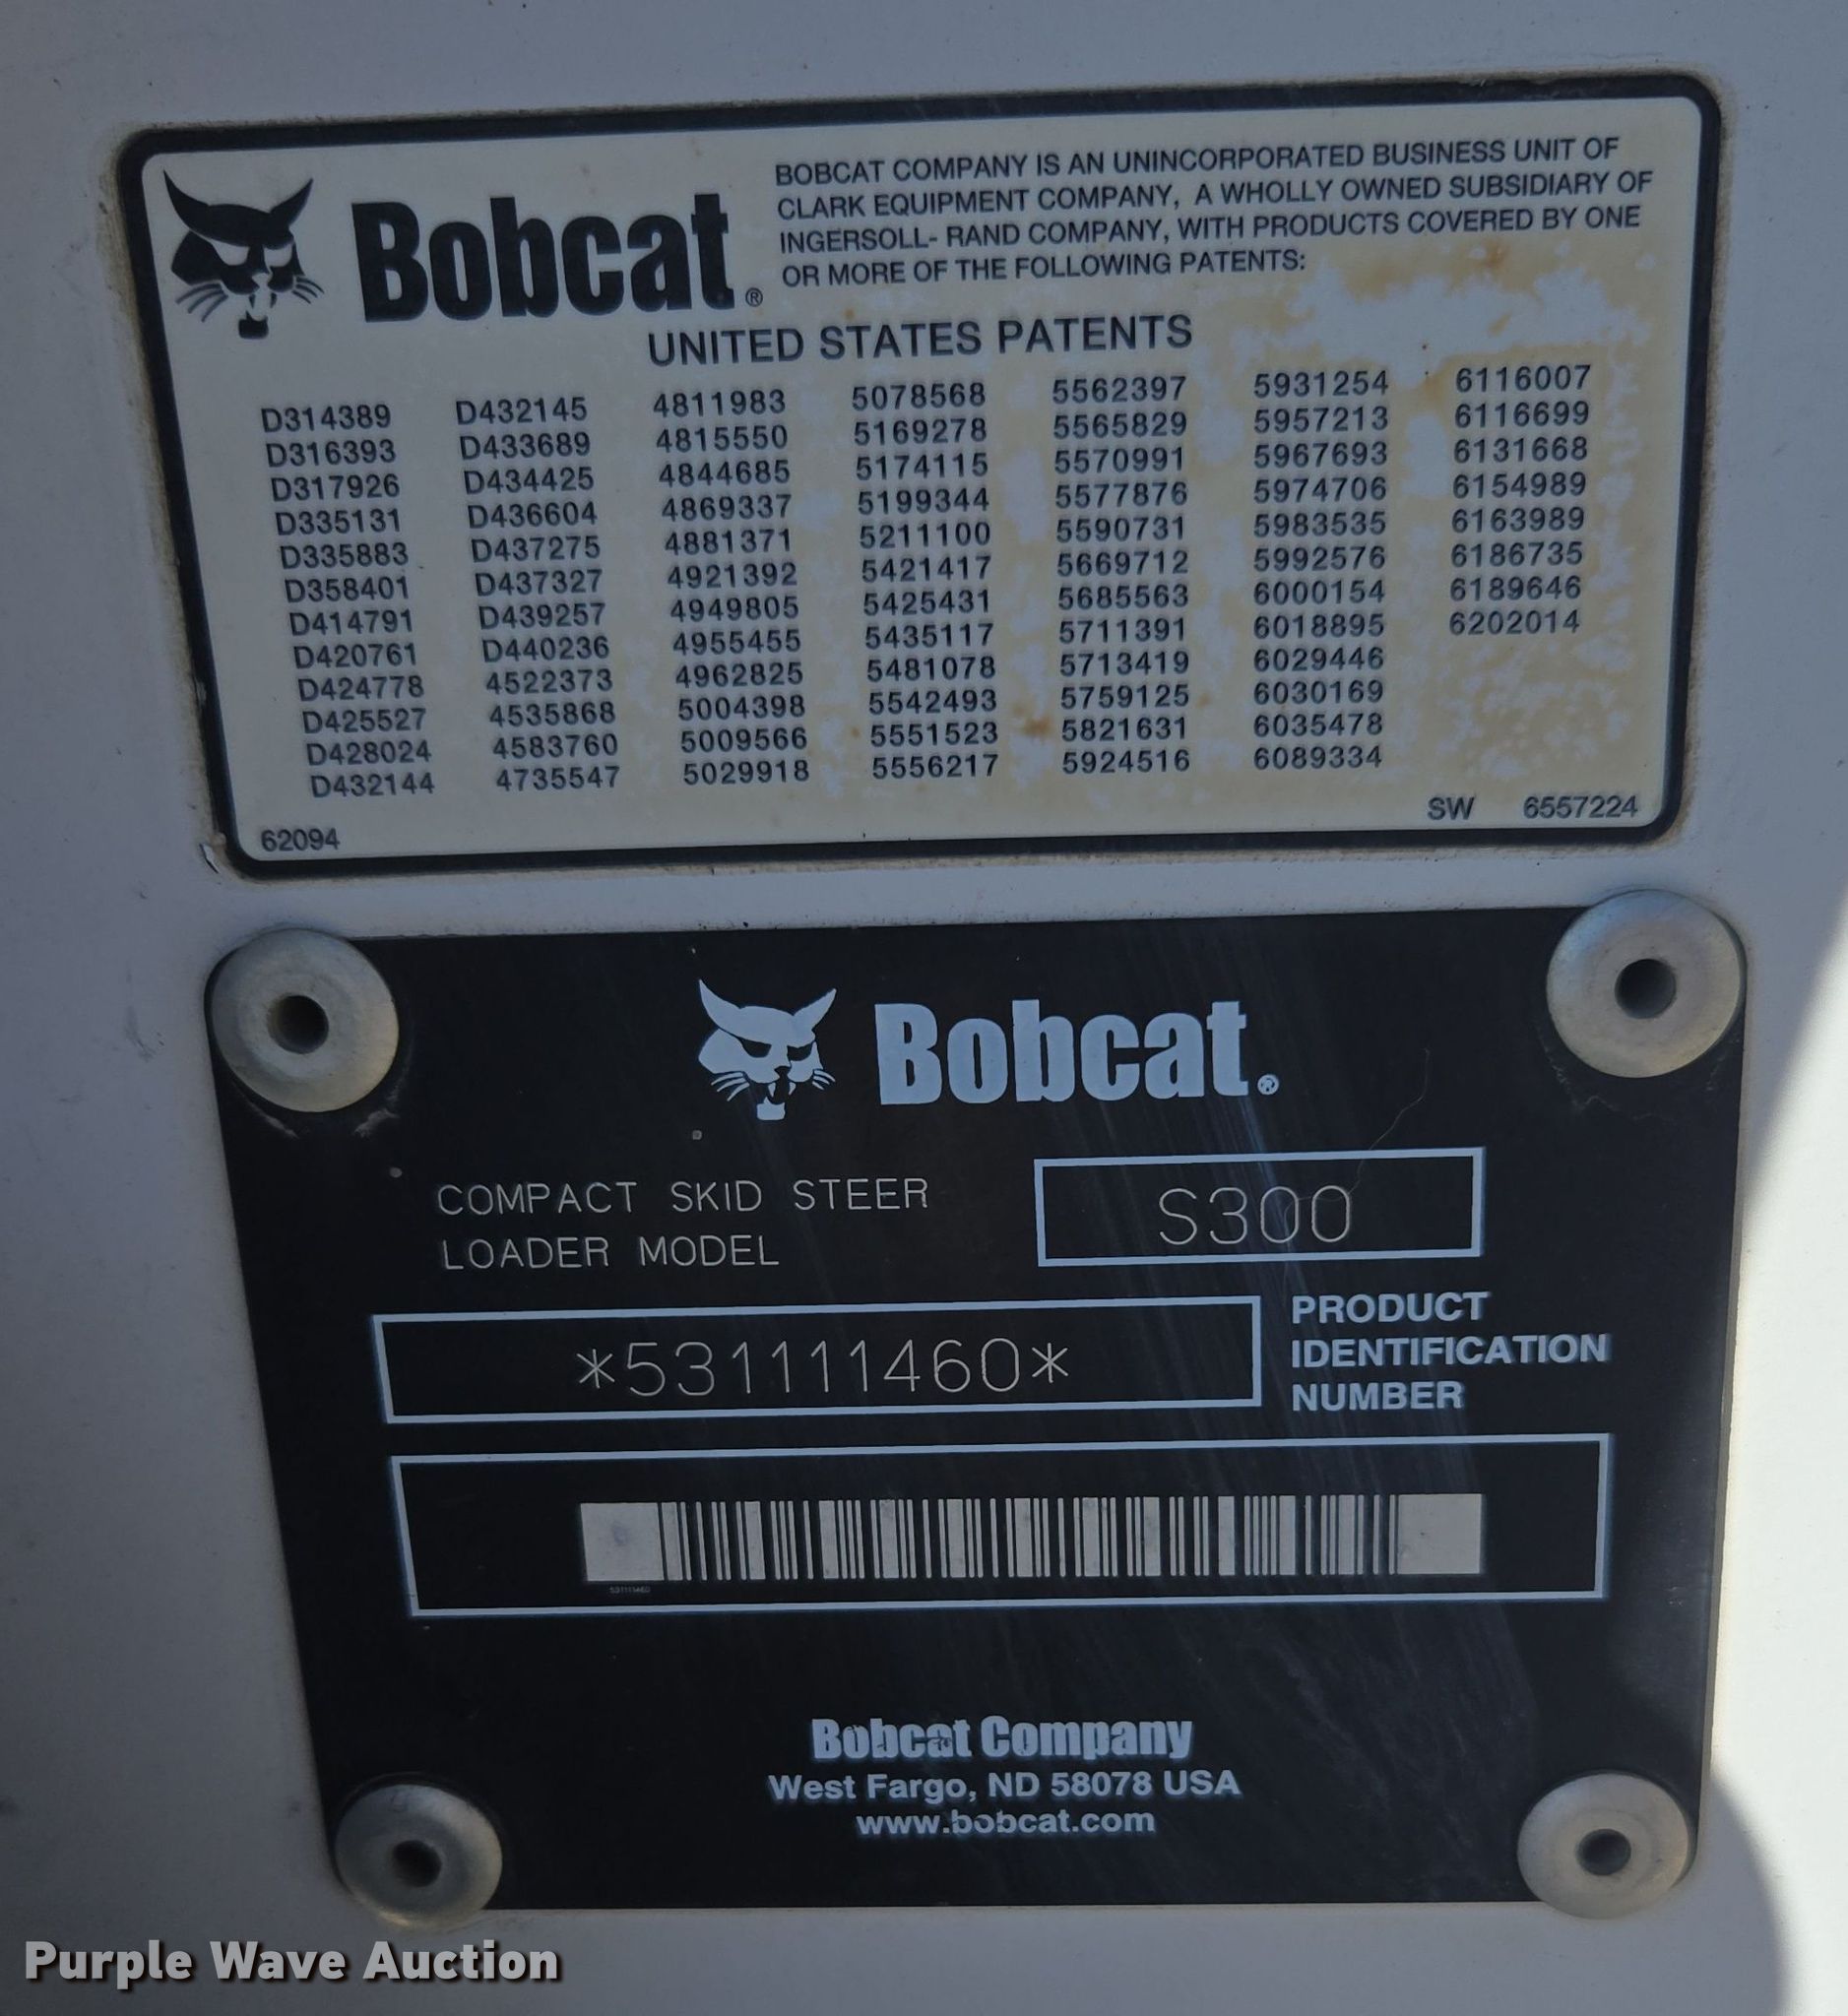 Bobcat®
BOBCAT COMPANY IS AN UNINCORPORATED BUSINESS UNIT OF
CLARK EQUIPMENT COMPANY, A WHOLLY OWNED SUBSIDIARY OF
INGERSOLL- RAND COMPANY, WITH PRODUCTS COVERED BY ONE
OR MORE OF THE FOLLOWING PATENTS:
UNITED STATES PATENTS
D314389 D432145 4811983 5078568 5562397 5931254 6116007
D316393 D433689 4815550 5169278 5565829 5957213 6116699
D317926 D434425 4844685 5174115 5570991 5967693 6131668
D335131 D436604 4869337 5199344 5577876 5974706 6154989
D335883 D437275 4881371 5211100 5590731 5983535 6163989
D358401 D437327 4921392 5421417 5669712 5992576 6186735
D414791 D439257 4949805 5425431 5685563 6000154 6189646
D420761 D440236 4955455 5435117 5711391 6018895 6202014
D424778 4522373 4962825 5481078 5713419 6029446
D425527 4535868 5004398 5542493 5759125 6030169
D428024 4583760 5009566 5551523 5821631 6035478
D432144 4735547 5029918 5556217 5924516 6089334
62094
SW 6557224
Bobcat®
COMPACT SKID STEER
LOADER MODEL
S300
*531111460*
PRODUCT
IDENTIFICATION
NUMBER
531111460
Bobcat Company
West Fargo, ND 58078 USA
www.bobcat.com
Purple Wave Auction